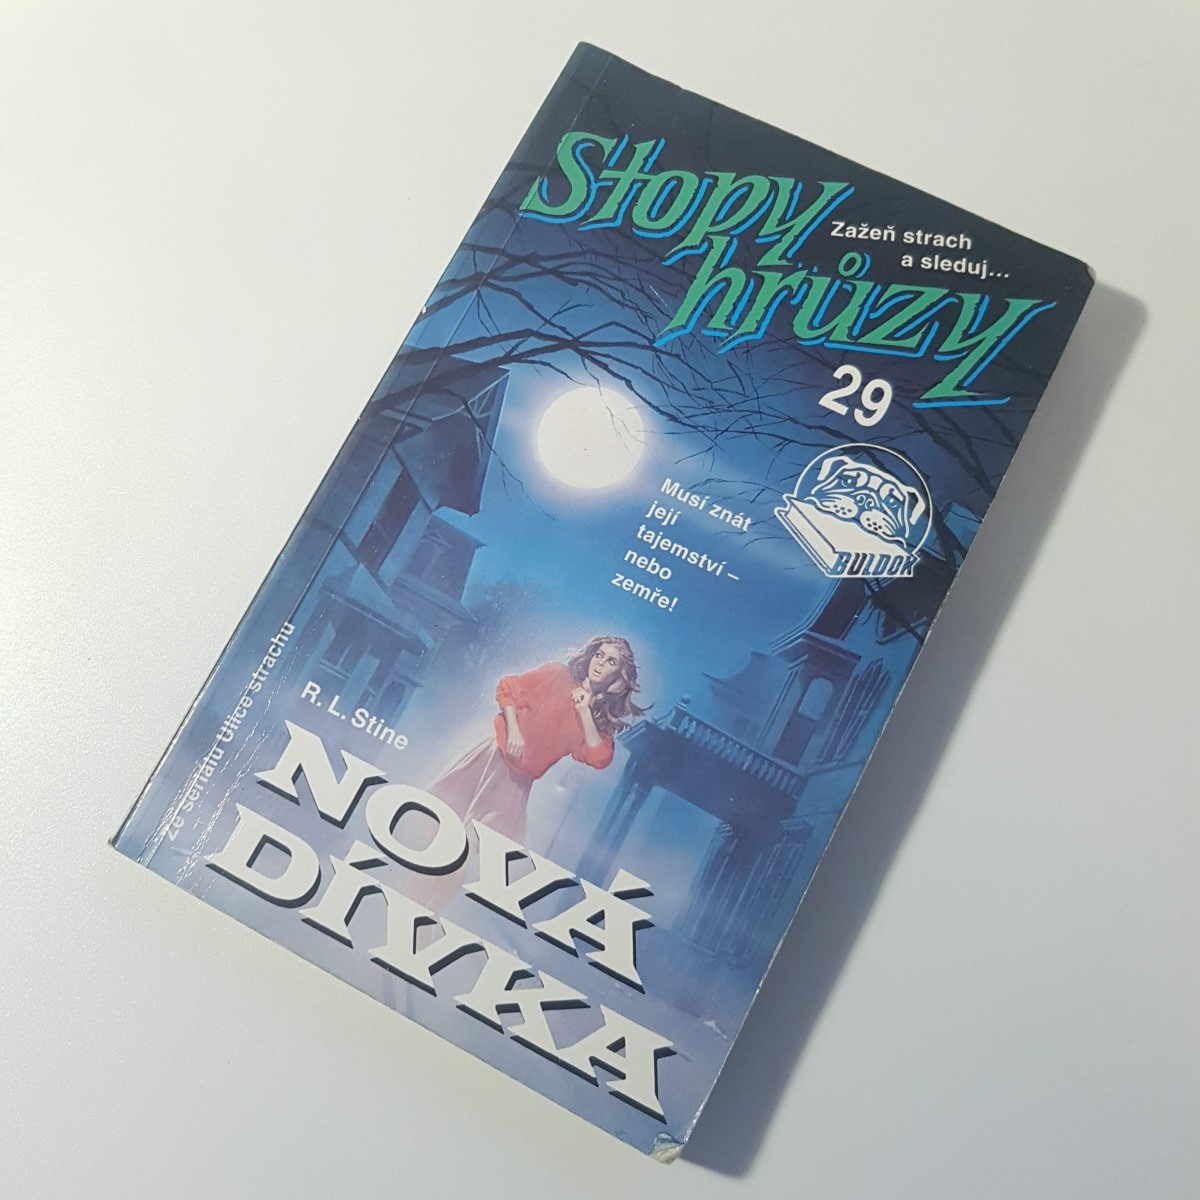 Stopy
hrůzy
Zažeň strach
a sleduj...
29
BULDOK
Musí znát
její
tajemství –
nebo
zemře!
Ze seriálu Ulice strachu
R. L. Stine
NOVÁ
DÍVKA